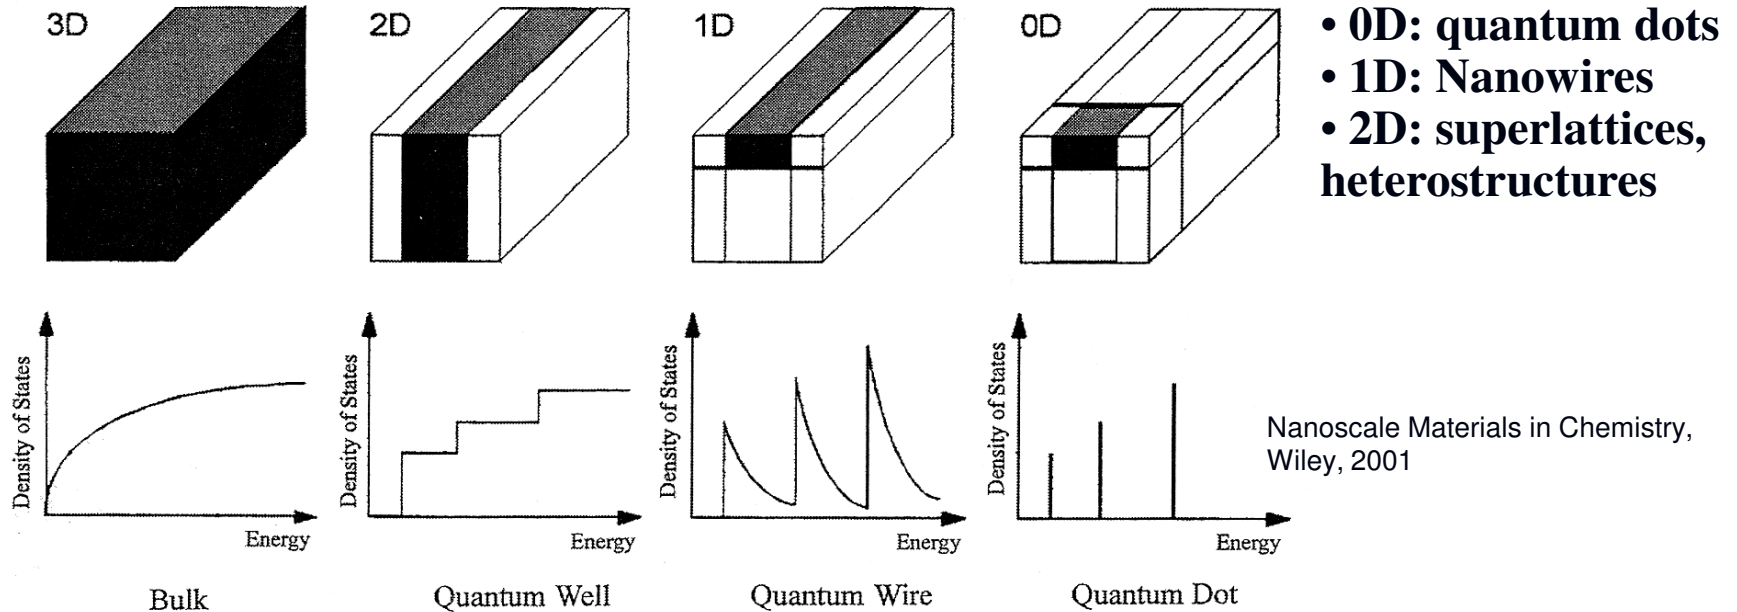 3D
2D
1D
0D
• 0D: quantum dots
• 1D: Nanowires
• 2D: superlattices,
heterostructures
Density of States
Energy
Bulk
Density of States
Energy
Quantum Well
Density of States
Energy
Quantum Wire
Density of States
Energy
Quantum Dot
Nanoscale Materials in Chemistry,
Wiley, 2001